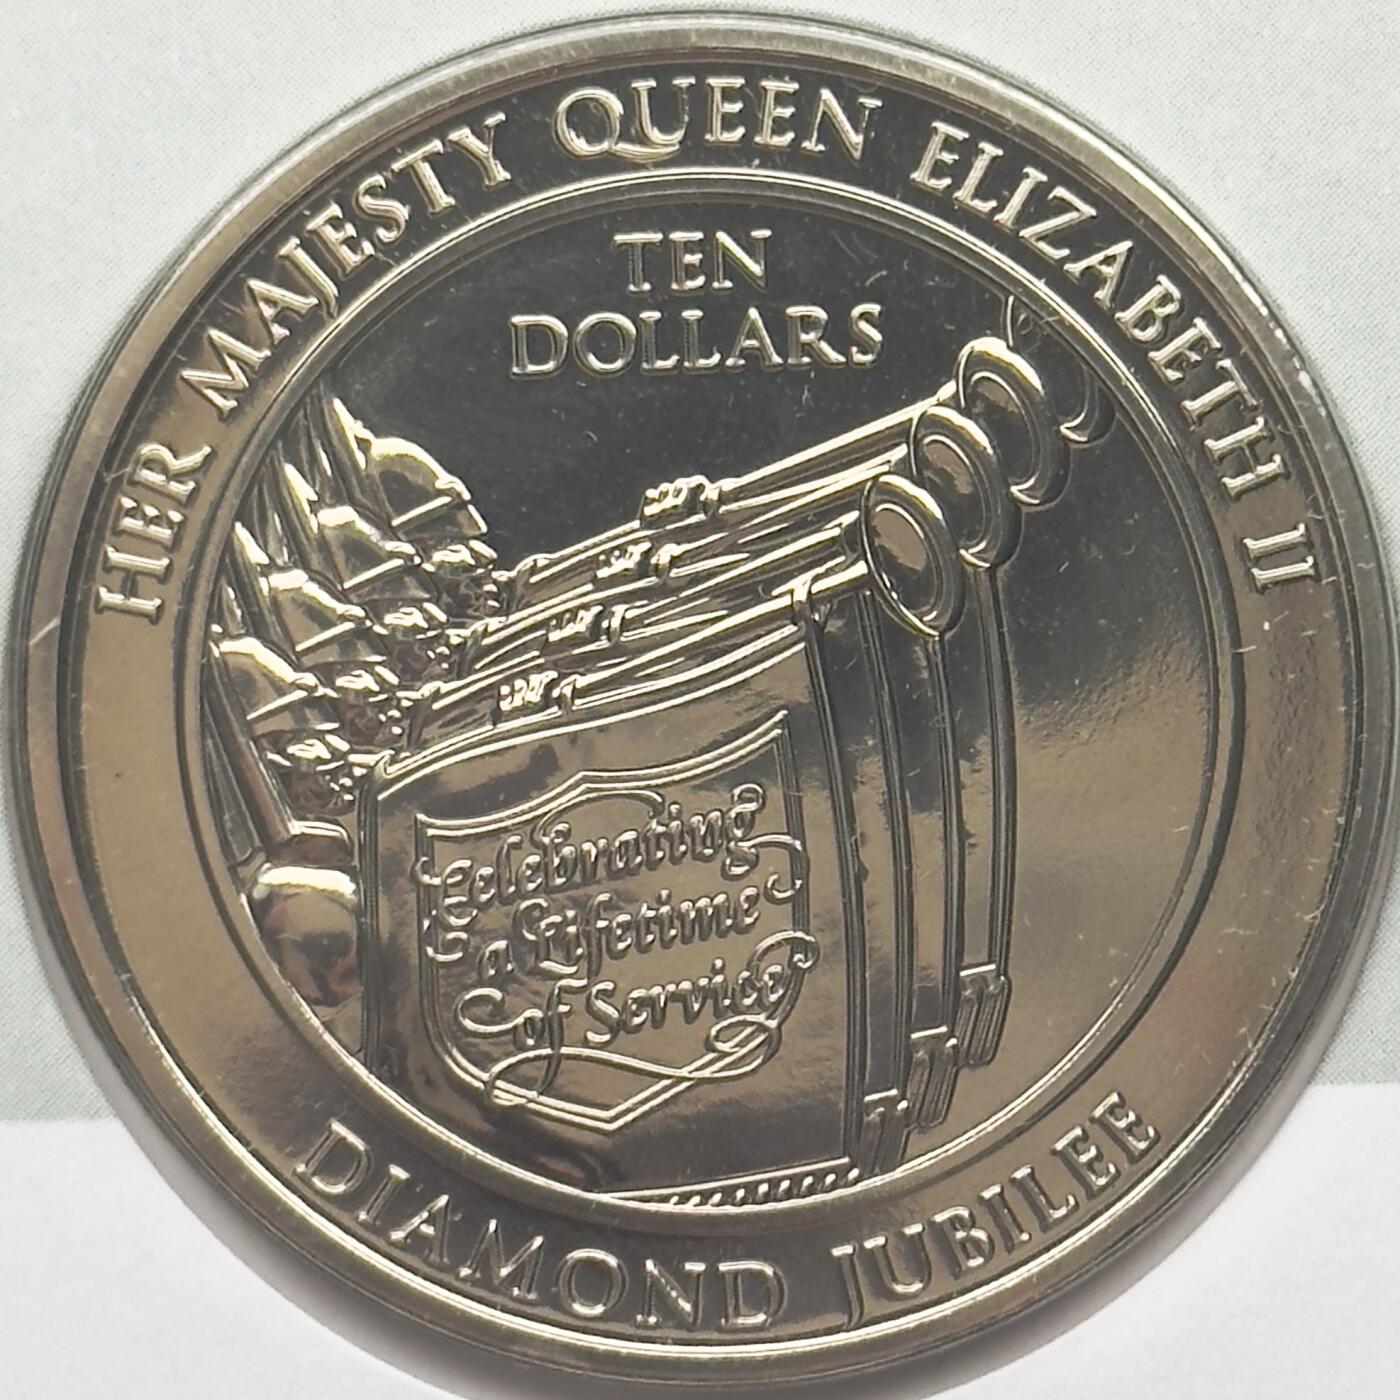 HER MAJESTY QUEEN ELIZABETH II
TEN
DOLLARS
Celebrating
a Lifetime
of Service
DIAMOND JUBILEE